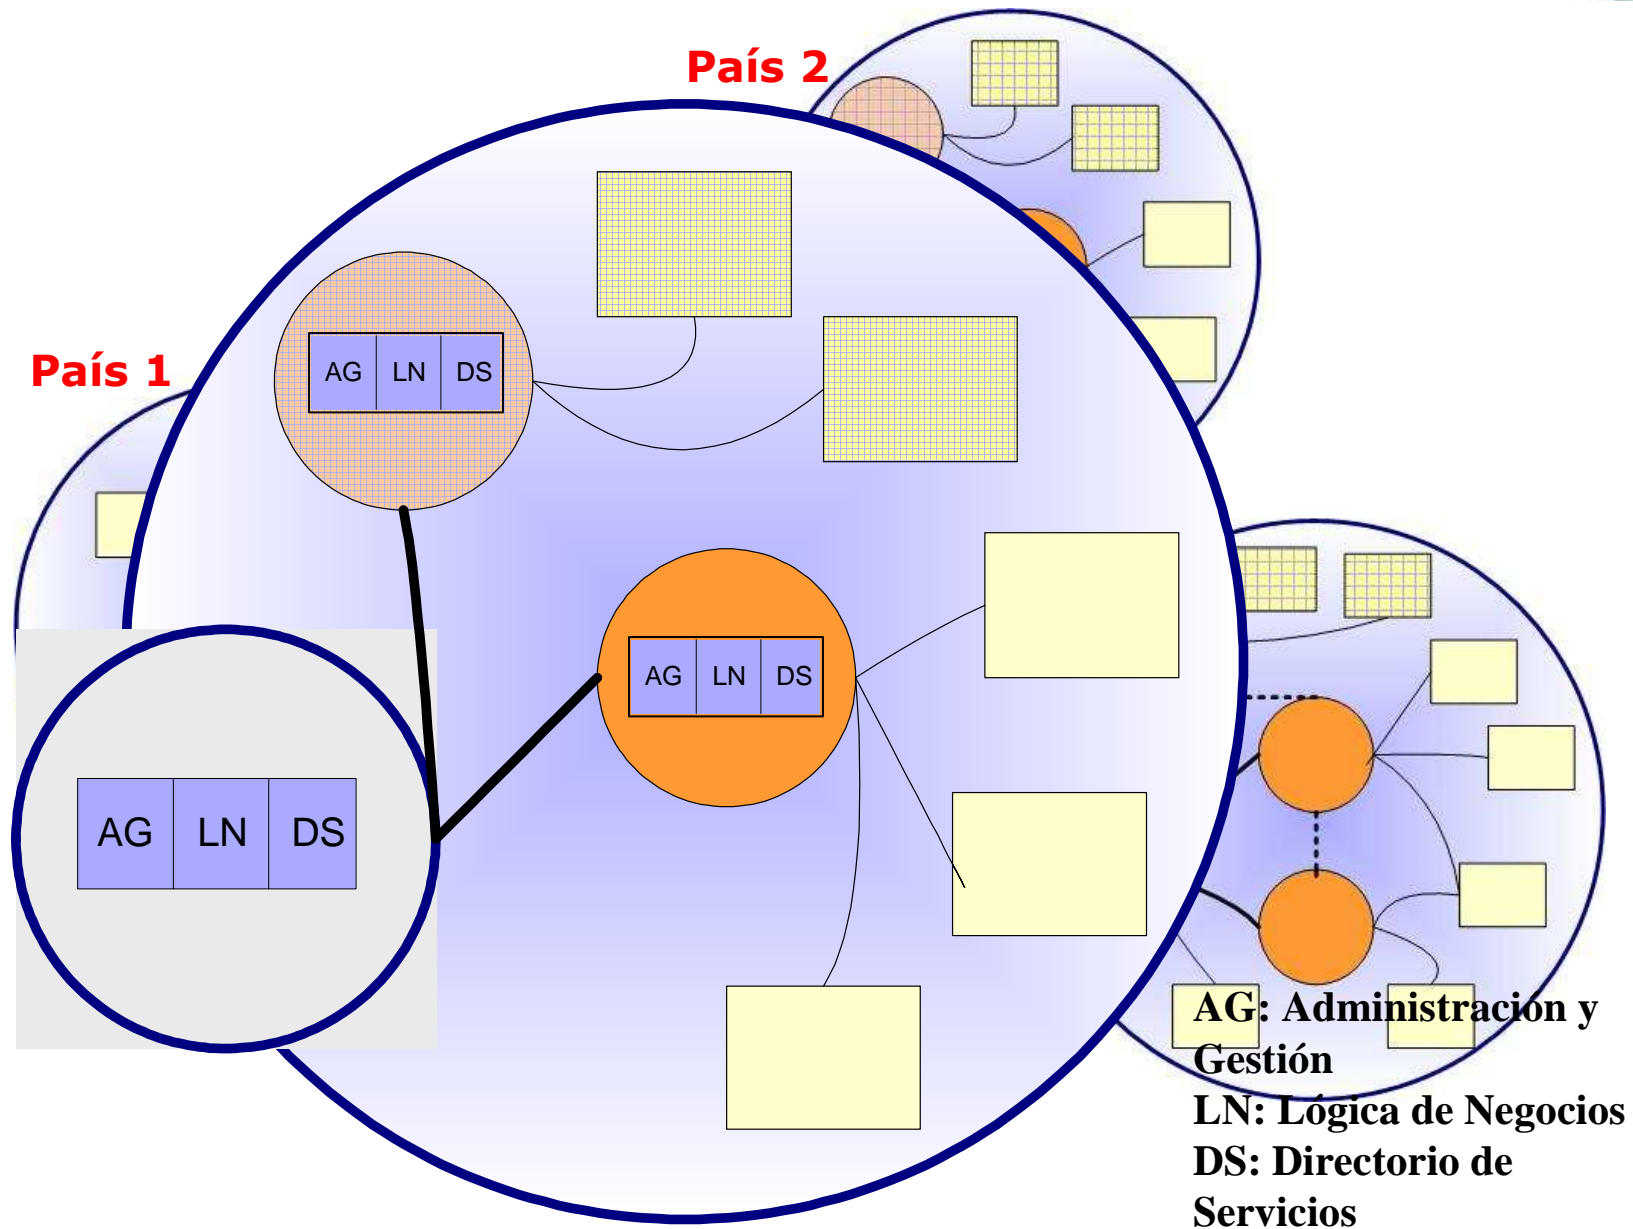 País 2
País 1
AG LN DS
AG LN DS
AG LN DS
AG: Administración y
Gestión
LN: Lógica de Negocios
DS: Directorio de
Servicios